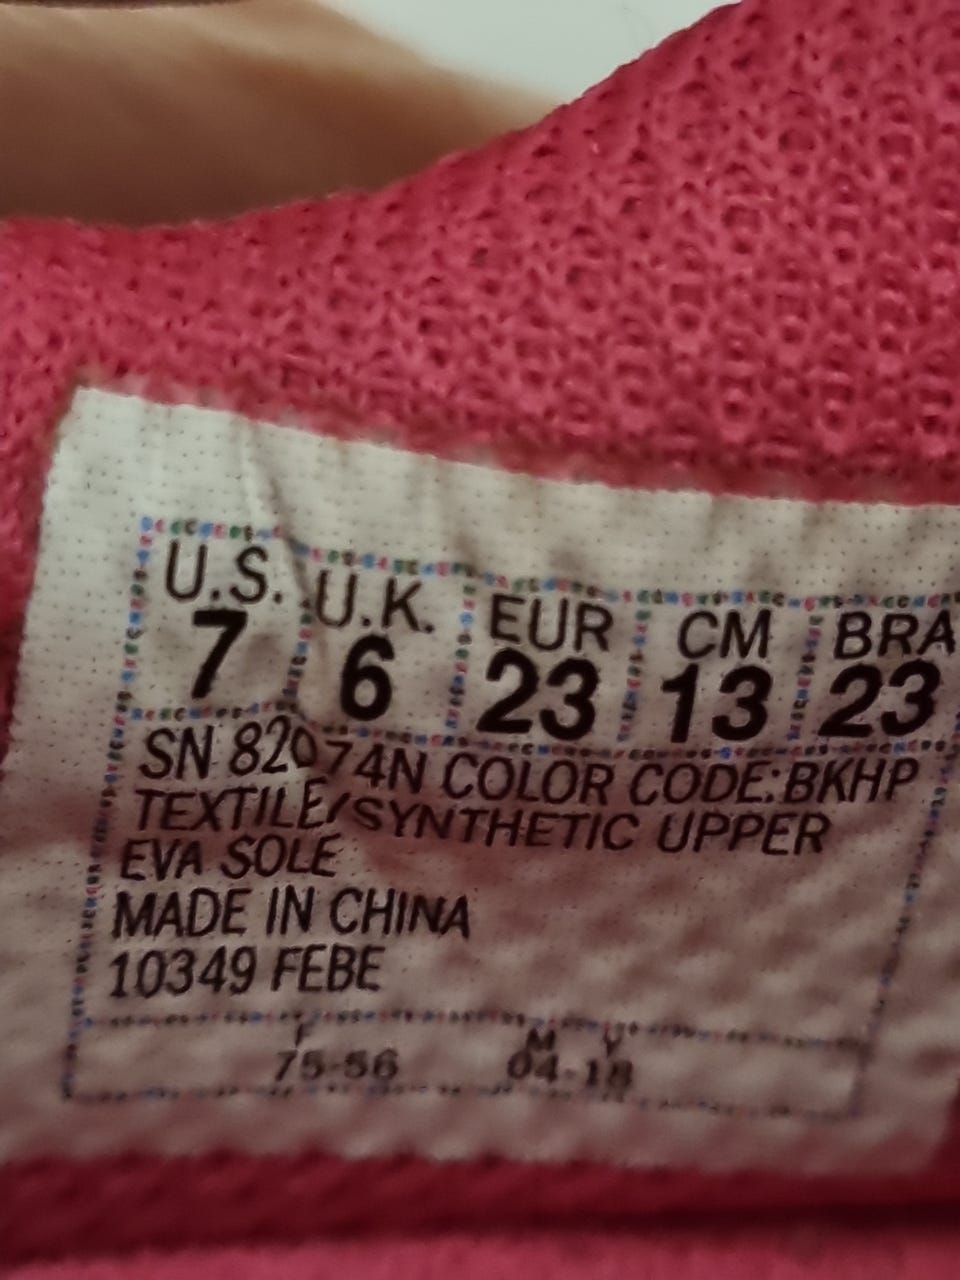 U.S. U.K. EUR CM BRA
7 6 23 13 23
SN 82074N COLOR CODE:BKHP
TEXTILE/SYNTHETIC UPPER
EVA SOLE
MADE IN CHINA
10349 FEBE
F M Y
75-56 04-18